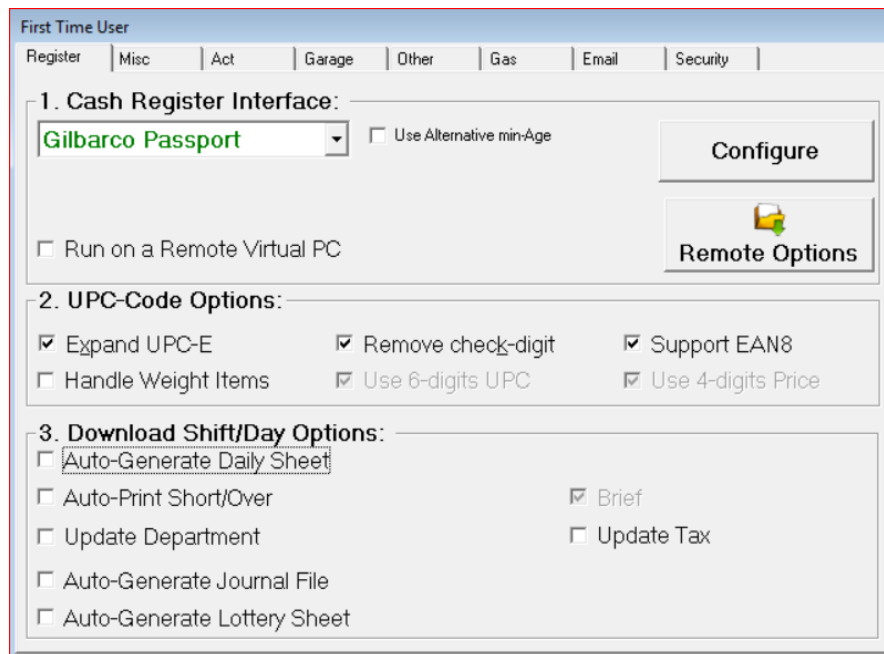 First Time User
Register Misc Act Garage Other Gas Email Security
1. Cash Register Interface:
Gilbarco Passport Use Alternative min-Age
Configure
Run on a Remote Virtual PC
Remote Options
2. UPC-Code Options:
Expand UPC-E Remove check-digit Support EAN8
Handle Weight Items Use 6-digits UPC Use 4-digits Price
3. Download Shift/Day Options:
Auto-Generate Daily Sheet
Auto-Print Short/Over Brief
Update Department Update Tax
Auto-Generate Journal File
Auto-Generate Lottery Sheet